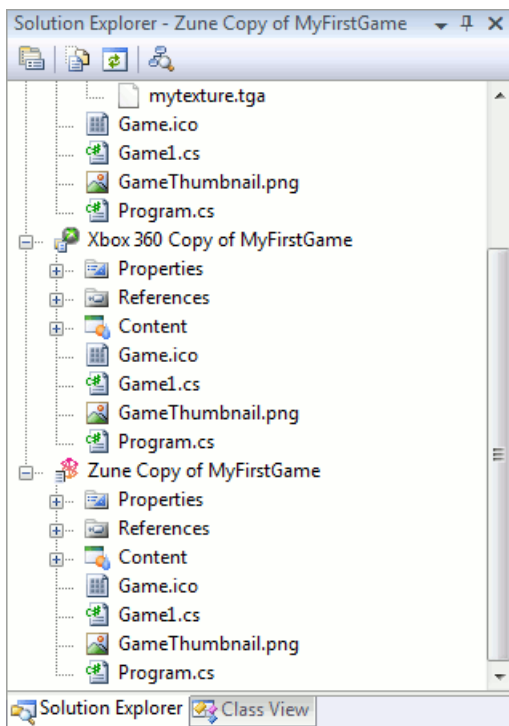 Solution Explorer - Zune Copy of MyFirstGame
mytexture.tga
Game.ico
Game1.cs
GameThumbnail.png
Program.cs
Xbox 360 Copy of MyFirstGame
Properties
References
Content
Game.ico
Game1.cs
GameThumbnail.png
Program.cs
Zune Copy of MyFirstGame
Properties
References
Content
Game.ico
Game1.cs
GameThumbnail.png
Program.cs
Solution Explorer Class View